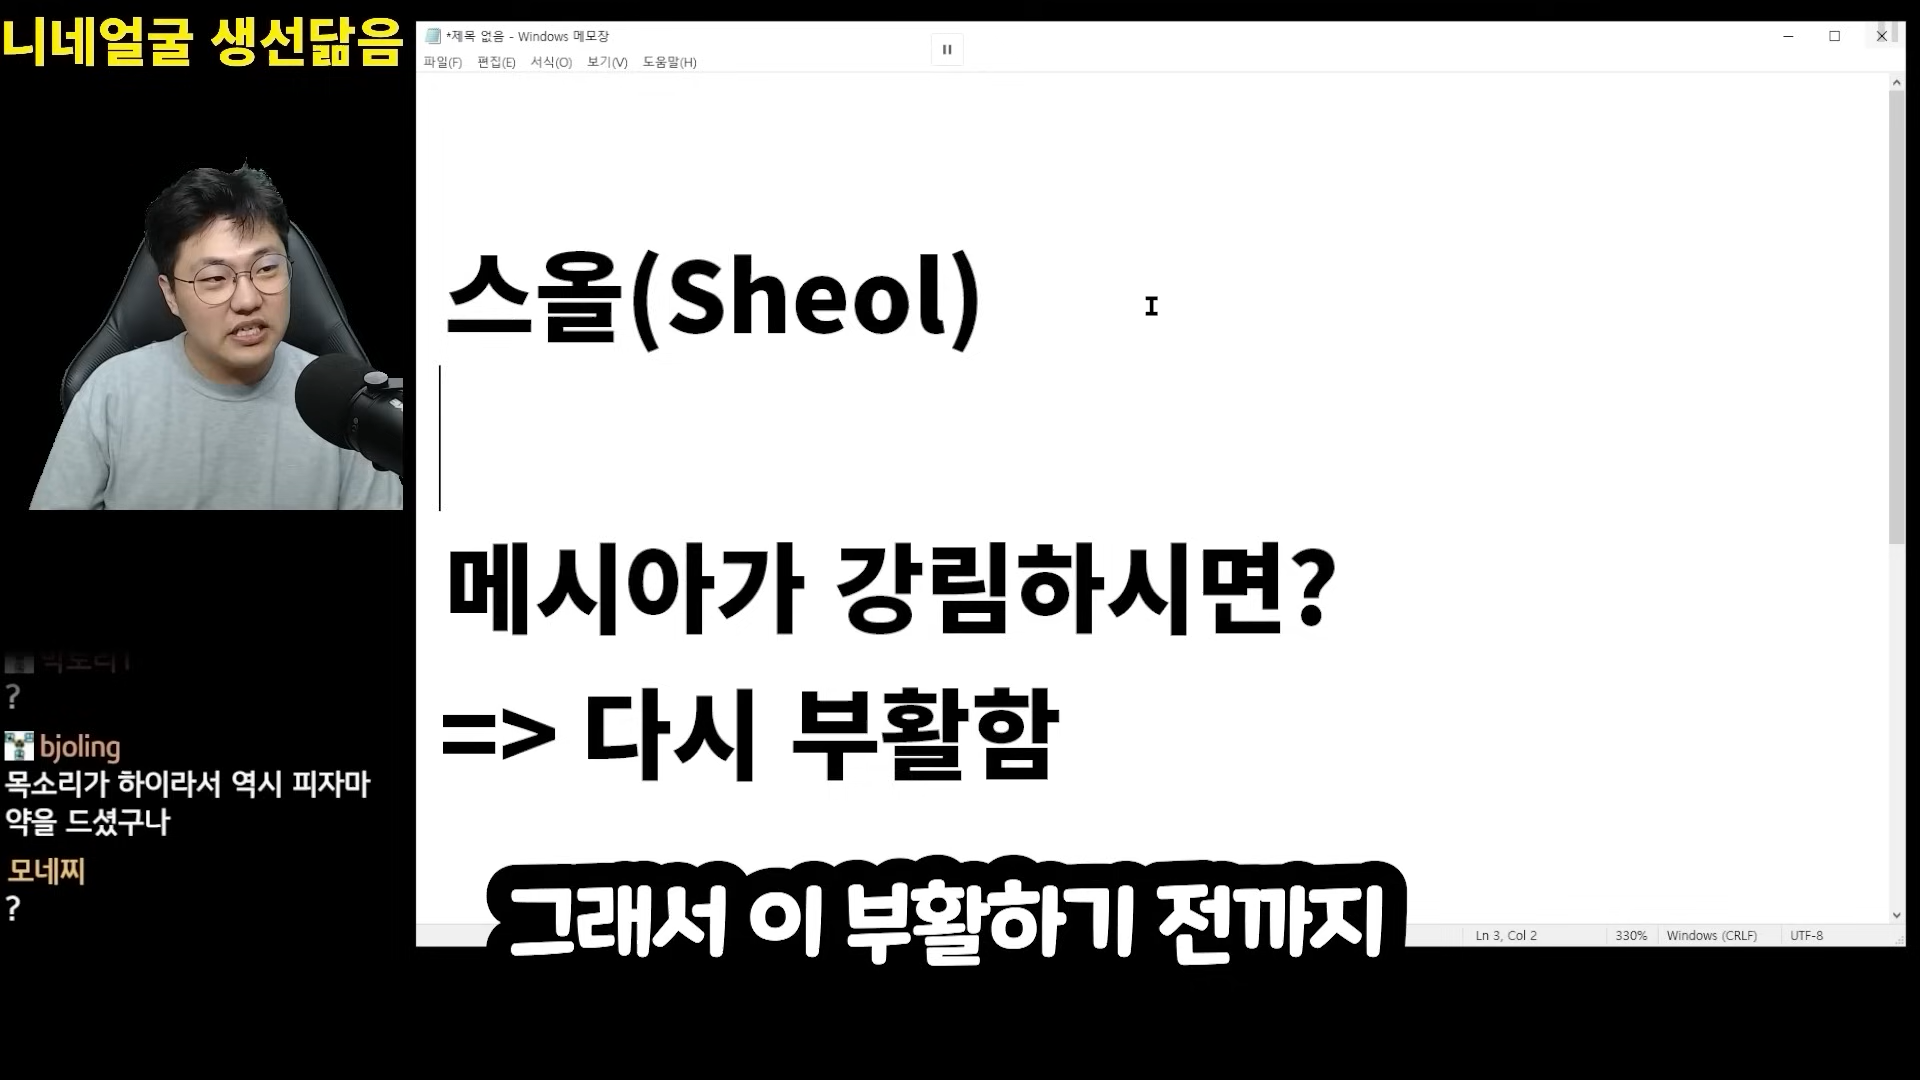 니네얼굴 생선닮음
*제목 없음 - Windows 메모장
파일(F) 편집(E) 서식(O) 보기(V) 도움말(H)
스올(Sheol)
메시아가 강림하시면?
=> 다시 부활함
?
bjoling
목소리가 하이라서 역시 피자마
약을 드셨구나
모네찌
?
그래서 이 부활하기 전까지
Ln 3, Col 2 330% Windows (CRLF) UTF-8